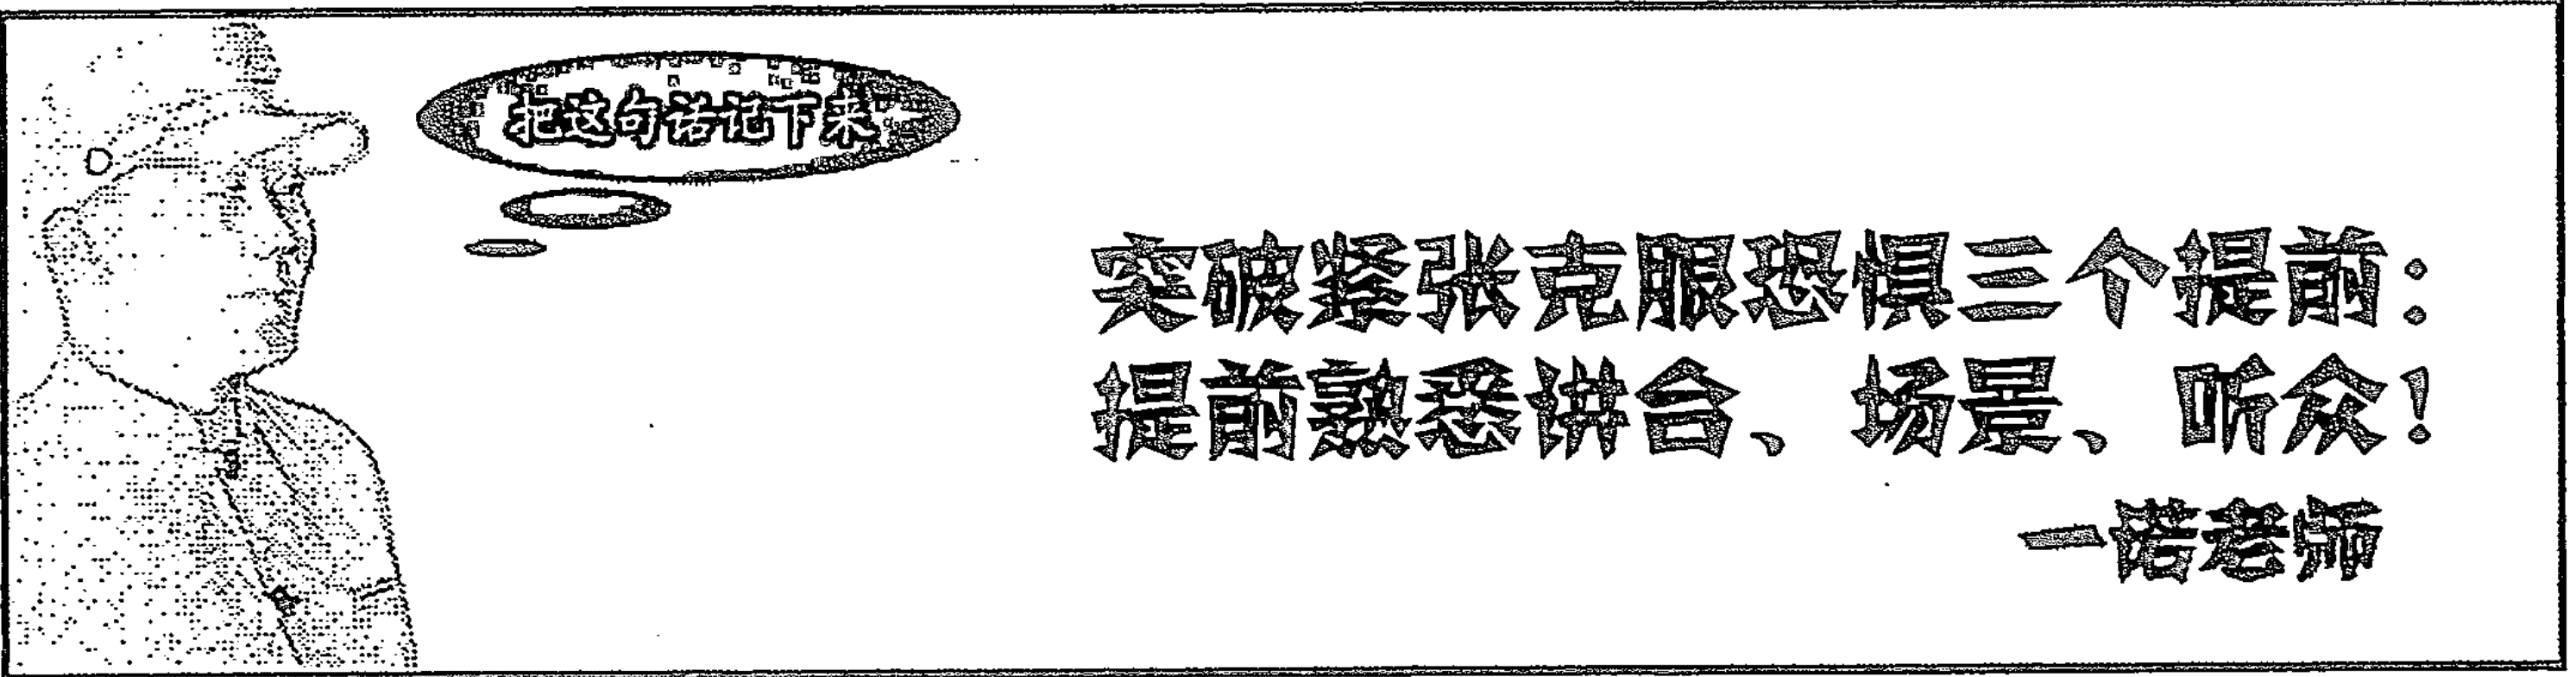 把这句话记下来
突破紧张克服恐惧三个提前：
提前熟悉讲台、场景、听众！
一诺老师